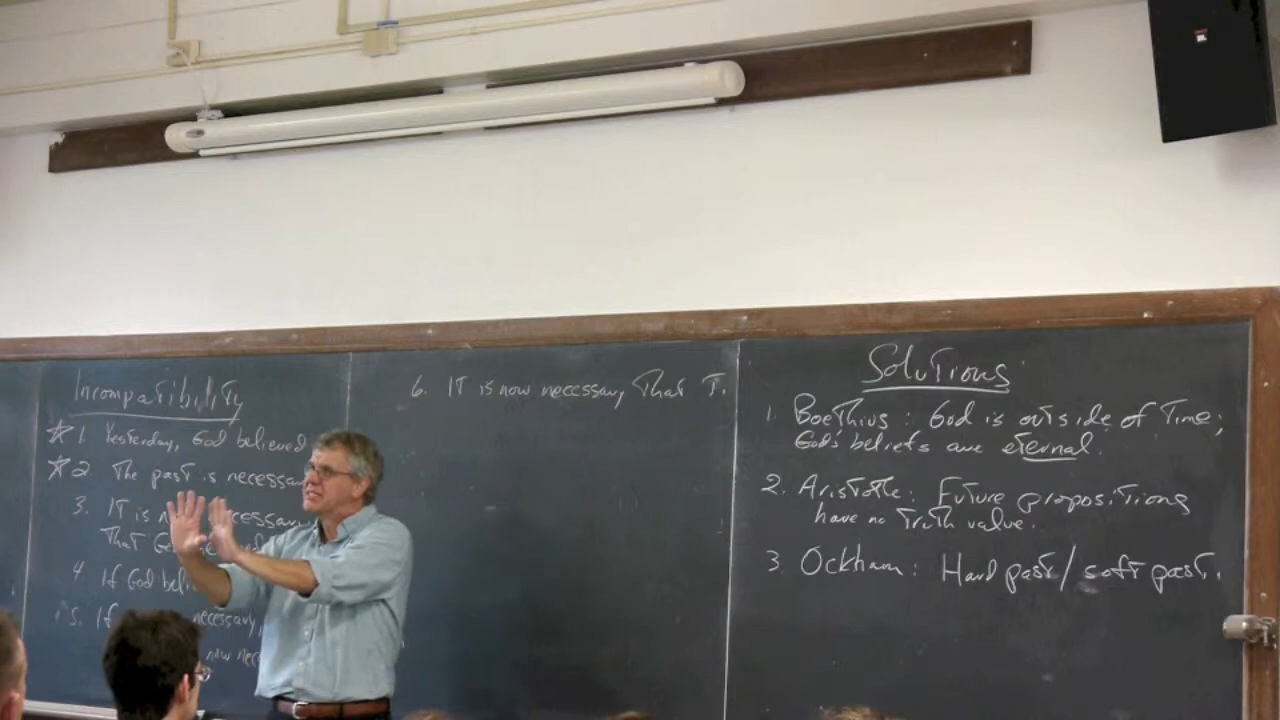 Incompatibility
1. Yesterday, God believed
2 The past is necessary
3. IT is
That
4. If God
5. If necessary,
now
6. IT is now necessary That T.
Solutions
1. Boethius: God is outside of Time;
God's beliefs are eternal.
2. Aristotle: Future propositions
have no Truth value.
3 Ockham: Hard past/soft past.